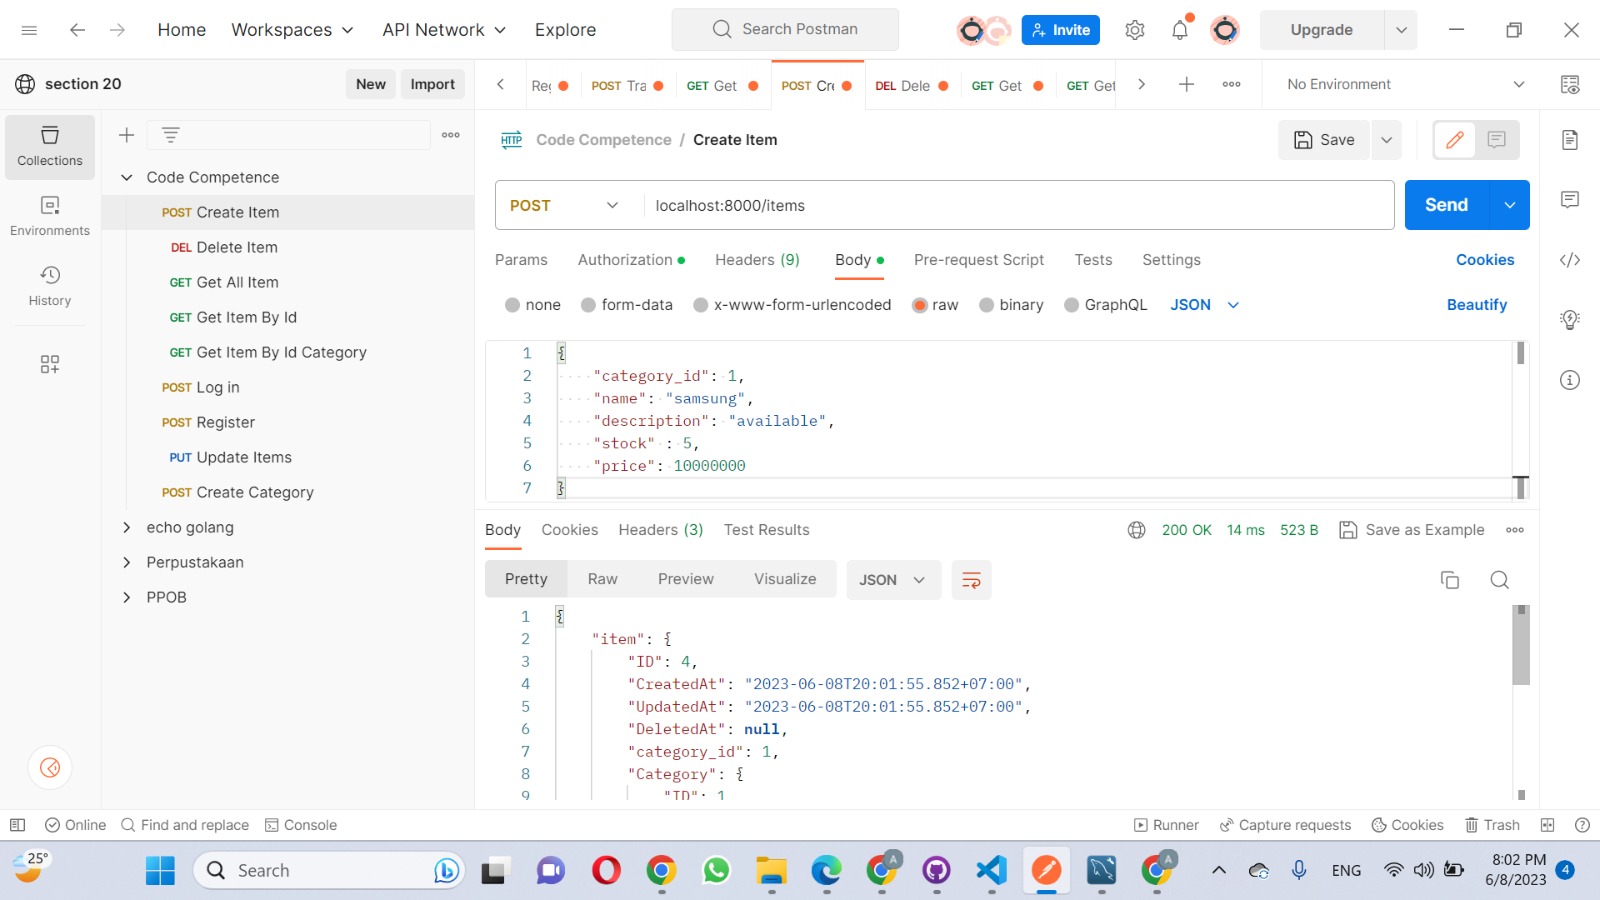 Home
Workspaces
API Network
Explore
Search Postman
Invite
Upgrade
section 20
New
Import
POST Tra
GET Get
POST Cr
DEL Dele
GET Get
GET Get
No Environment
Collections
Environments
History
Code Competence
POST Create Item
DEL Delete Item
GET Get All Item
GET Get Item By Id
GET Get Item By Id Category
POST Log in
POST Register
PUT Update Items
POST Create Category
echo golang
Perpustakaan
PPOB
HTTP Code Competence / Create Item
Save
POST
localhost:8000/items
Send
Params Authorization Headers (9) Body Pre-request Script Tests Settings Cookies
none form-data x-www-form-urlencoded raw binary GraphQL JSON Beautify
1 {
2 "category_id": 1,
3 "name": "samsung",
4 "description": "available",
5 "stock" : 5,
6 "price": 10000000
7 }
Body Cookies Headers (3) Test Results 200 OK 14 ms 523 B Save as Example
Pretty Raw Preview Visualize JSON
1 {
2 "item": {
3 "ID": 4,
4 "CreatedAt": "2023-06-08T20:01:55.852+07:00",
5 "UpdatedAt": "2023-06-08T20:01:55.852+07:00",
6 "DeletedAt": null,
7 "category_id": 1,
8 "Category": {
9 "ID": 1
Online Find and replace Console Runner Capture requests Cookies Trash
25°
Search
A
A
ENG
8:02 PM
6/8/2023
4